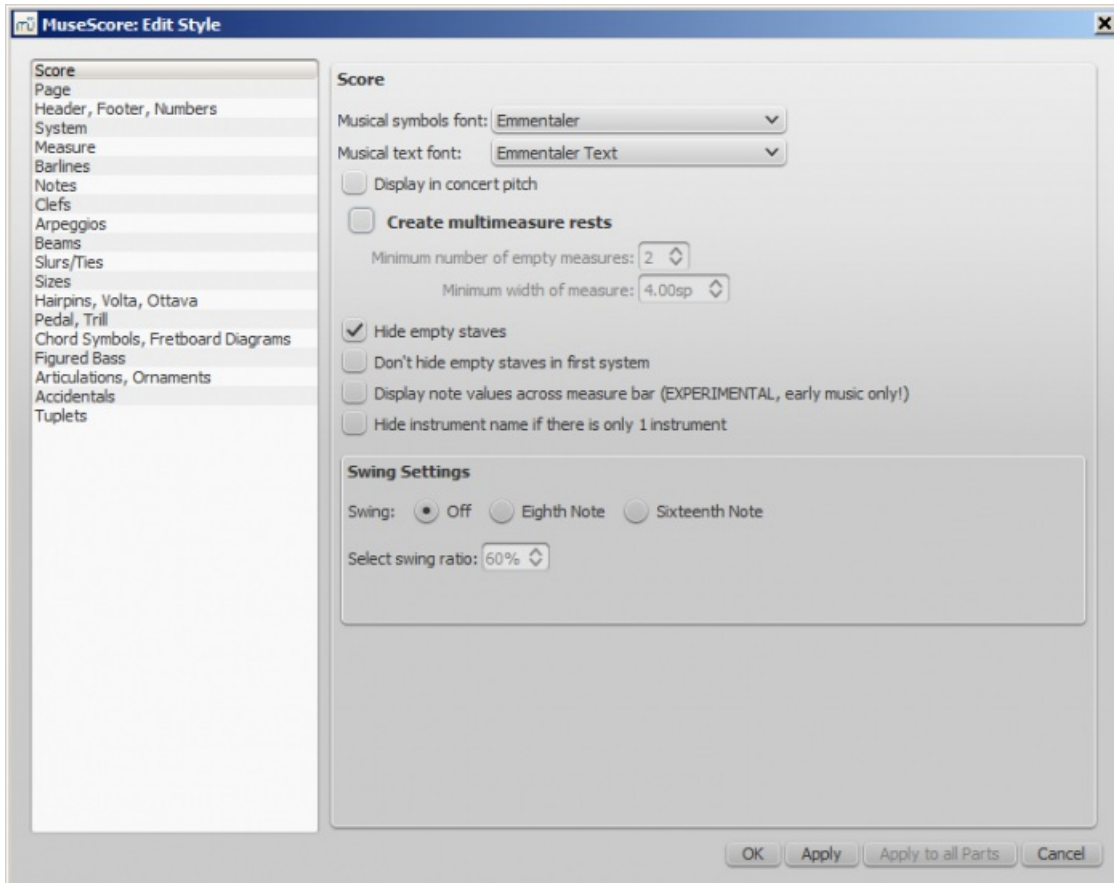 MuseScore: Edit Style
Score
Page
Header, Footer, Numbers
System
Measure
Barlines
Notes
Clefs
Arpeggios
Beams
Slurs/Ties
Sizes
Hairpins, Volta, Ottava
Pedal, Trill
Chord Symbols, Fretboard Diagrams
Figured Bass
Articulations, Ornaments
Accidentals
Tuplets
Score
Musical symbols font: Emmentaler
Musical text font: Emmentaler Text
Display in concert pitch
Create multimeasure rests
Minimum number of empty measures: 2
Minimum width of measure: 4.00sp
Hide empty staves
Don't hide empty staves in first system
Display note values across measure bar (EXPERIMENTAL, early music only!)
Hide instrument name if there is only 1 instrument
Swing Settings
Swing: Off Eighth Note Sixteenth Note
Select swing ratio: 60%
OK Apply Apply to all Parts Cancel